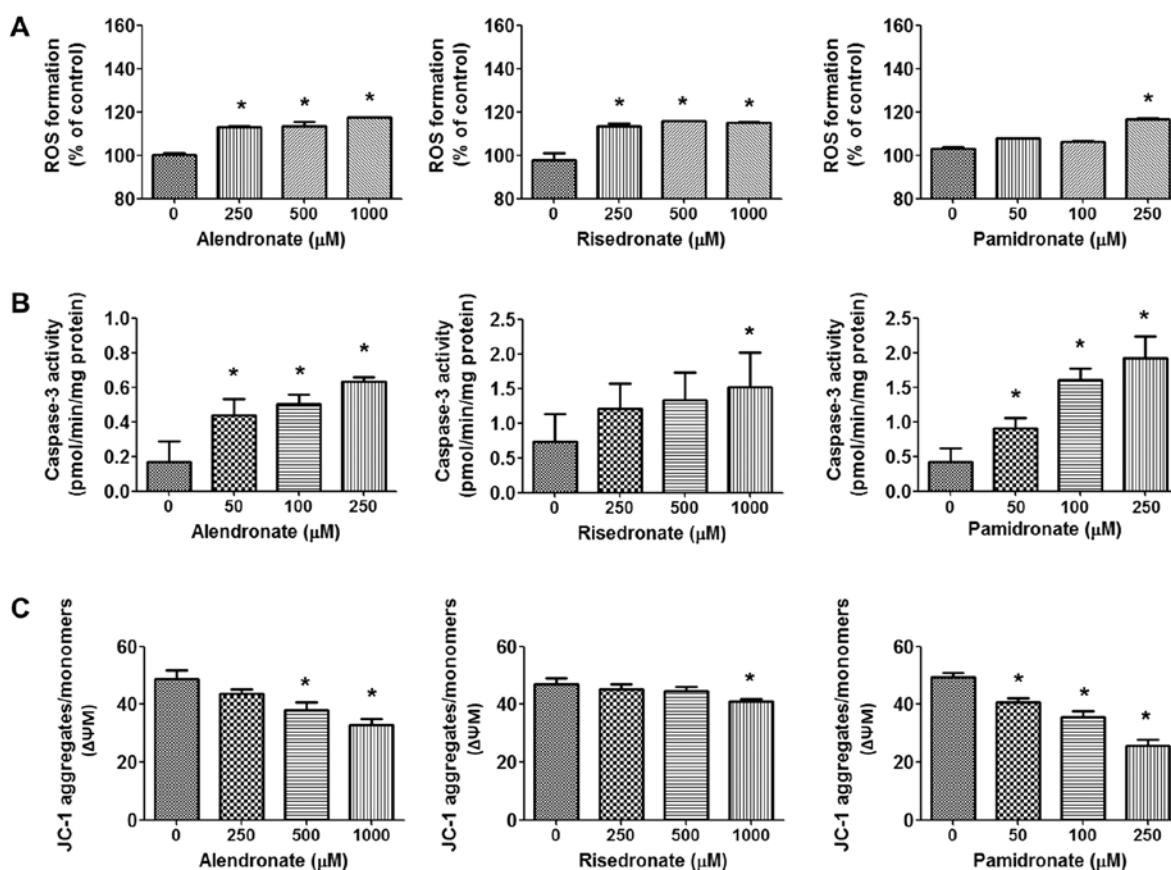 A
ROS formation
(% of control)
160
140
120
100
80
* * *
0 250 500 1000
Alendronate (μM)
ROS formation
(% of control)
160
140
120
100
80
* * *
0 250 500 1000
Risedronate (μM)
ROS formation
(% of control)
160
140
120
100
80
*
0 50 100 250
Pamidronate (μM)
B
Caspase-3 activity
(pmol/min/mg protein)
1.0
0.8
0.6
0.4
0.2
0.0
* * *
0 50 100 250
Alendronate (μM)
Caspase-3 activity
(pmol/min/mg protein)
2.5
2.0
1.5
1.0
0.5
0.0
*
0 250 500 1000
Risedronate (μM)
Caspase-3 activity
(pmol/min/mg protein)
2.5
2.0
1.5
1.0
0.5
0.0
* * *
0 50 100 250
Pamidronate (μM)
C
JC-1 aggregates/monomers
(ΔΨM)
60
40
20
0
* *
0 250 500 1000
Alendronate (μM)
JC-1 aggregates/monomers
(ΔΨM)
60
40
20
0
*
0 250 500 1000
Risedronate (μM)
JC-1 aggregates/monomers
(ΔΨM)
60
40
20
0
* * *
0 50 100 250
Pamidronate (μM)